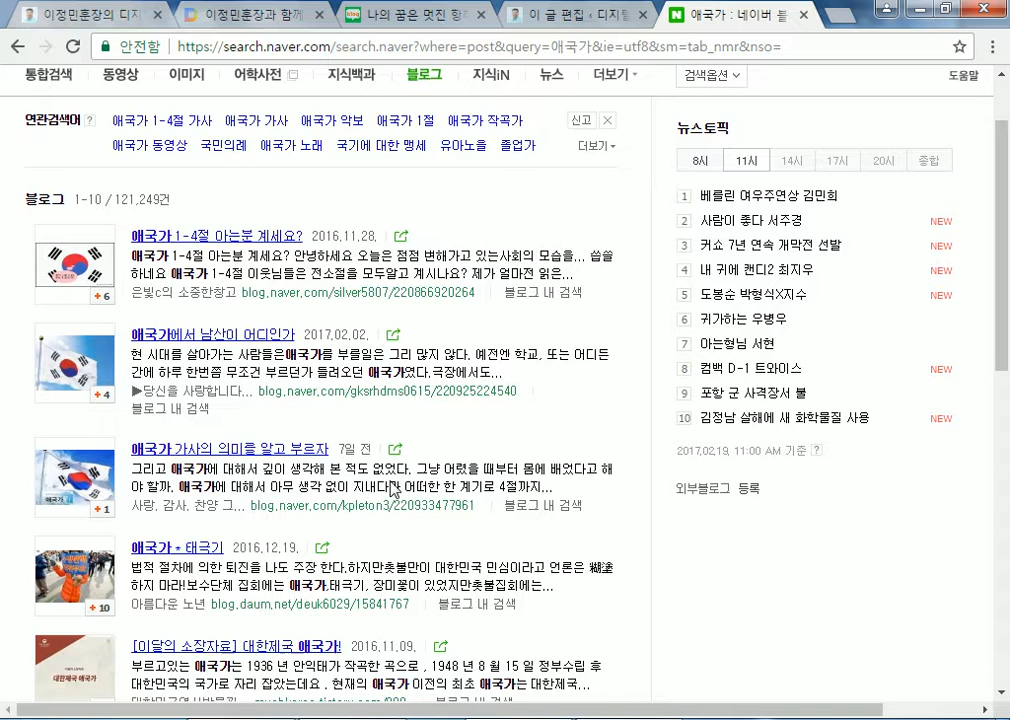 이정민훈장의 디지
이정민훈장과 함께
나의 꿈은 멋진 항
이 글 편집 ‹ 디지털
애국가 : 네이버 블
안전함
https://search.naver.com/search.naver?where=post&query=애국가&ie=utf8&sm=tab_nmr&nso=
통합검색 동영상 이미지 어학사전 지식백과 블로그 지식iN 뉴스 더보기
검색옵션
도움말
연관검색어 ?
애국가 1-4절 가사 애국가 가사 애국가 악보 애국가 1절 애국가 작곡가
신고
애국가 동영상 국민의례 애국가 노래 국기에 대한 맹세 유아노을 졸업가
더보기
블로그 1-10 / 121,249건
애국가 1-4절 아는분 계세요? 2016.11.28.
애국가 1-4절 아는분 계세요? 안녕하세요 오늘은 점점 변해가고 있는사회의 모습을... 씁쓸
하네요 애국가 1-4절 이웃님들은 전소절을 모두알고 계시나요? 제가 얼마전 읽은...
+6
은빛c의 소중한창고 blog.naver.com/silver5807/220866920264 블로그 내 검색
애국가에서 남산이 어디인가 2017.02.02.
현 시대를 살아가는 사람들은애국가를 부를일은 그리 많지 않다. 예전엔 학교, 또는 어디든
간에 하루 한번쯤 무조건 부르던가 들려오던 애국가였다.극장에서도...
+4
▶당신을 사랑합니다... blog.naver.com/gksrhdms0615/220925224540
블로그 내 검색
애국가 가사의 의미를 알고 부르자 7일 전
그리고 애국가에 대해서 깊이 생각해 본 적도 없었다. 그냥 어렸을 때부터 몸에 배었다고 해
야 할까. 애국가에 대해서 아무 생각 없이 지내다가 어떠한 한 계기로 4절까지...
애국가
+1
사랑, 감사, 찬양 그... blog.naver.com/kpleton3/220933477961 블로그 내 검색
애국가 * 태극기 2016.12.19.
법적 절차에 의한 퇴진을 나도 주장 한다.하지만촛불만이 대한민국 민심이라고 언론은 糊塗
하지 마라!보수단체 집회에는 애국가,태극기, 장미꽃이 있었지만촛불집회에는...
+10
아름다운 노년 blog.daum.net/deuk6029/15841767 블로그 내 검색
[이달의 소장자료] 대한제국 애국가! 2016.11.09.
부르고있는 애국가는 1936 년 안익태가 작곡한 곡으로 , 1948 년 8 월 15 일 정부수립 후
대한민국의 국가로 자리 잡았는데요 . 현재의 애국가 이전의 최초 애국가는 대한제국...
대한제국 애국가
뉴스토픽
8시 11시 14시 17시 20시 종합
1 베를린 여우주연상 김민희
2 사람이 좋다 서주경 NEW
3 커쇼 7년 연속 개막전 선발 NEW
4 내 귀에 캔디2 최지우 NEW
5 도봉순 박형식X지수 NEW
6 귀가하는 우병우
7 아는형님 서현
8 컴백 D-1 트와이스 NEW
9 포항 군 사격장서 불
10 김정남 살해에 새 화학물질 사용 NEW
2017.02.19, 11:00 AM 기준 ?
외부블로그 등록